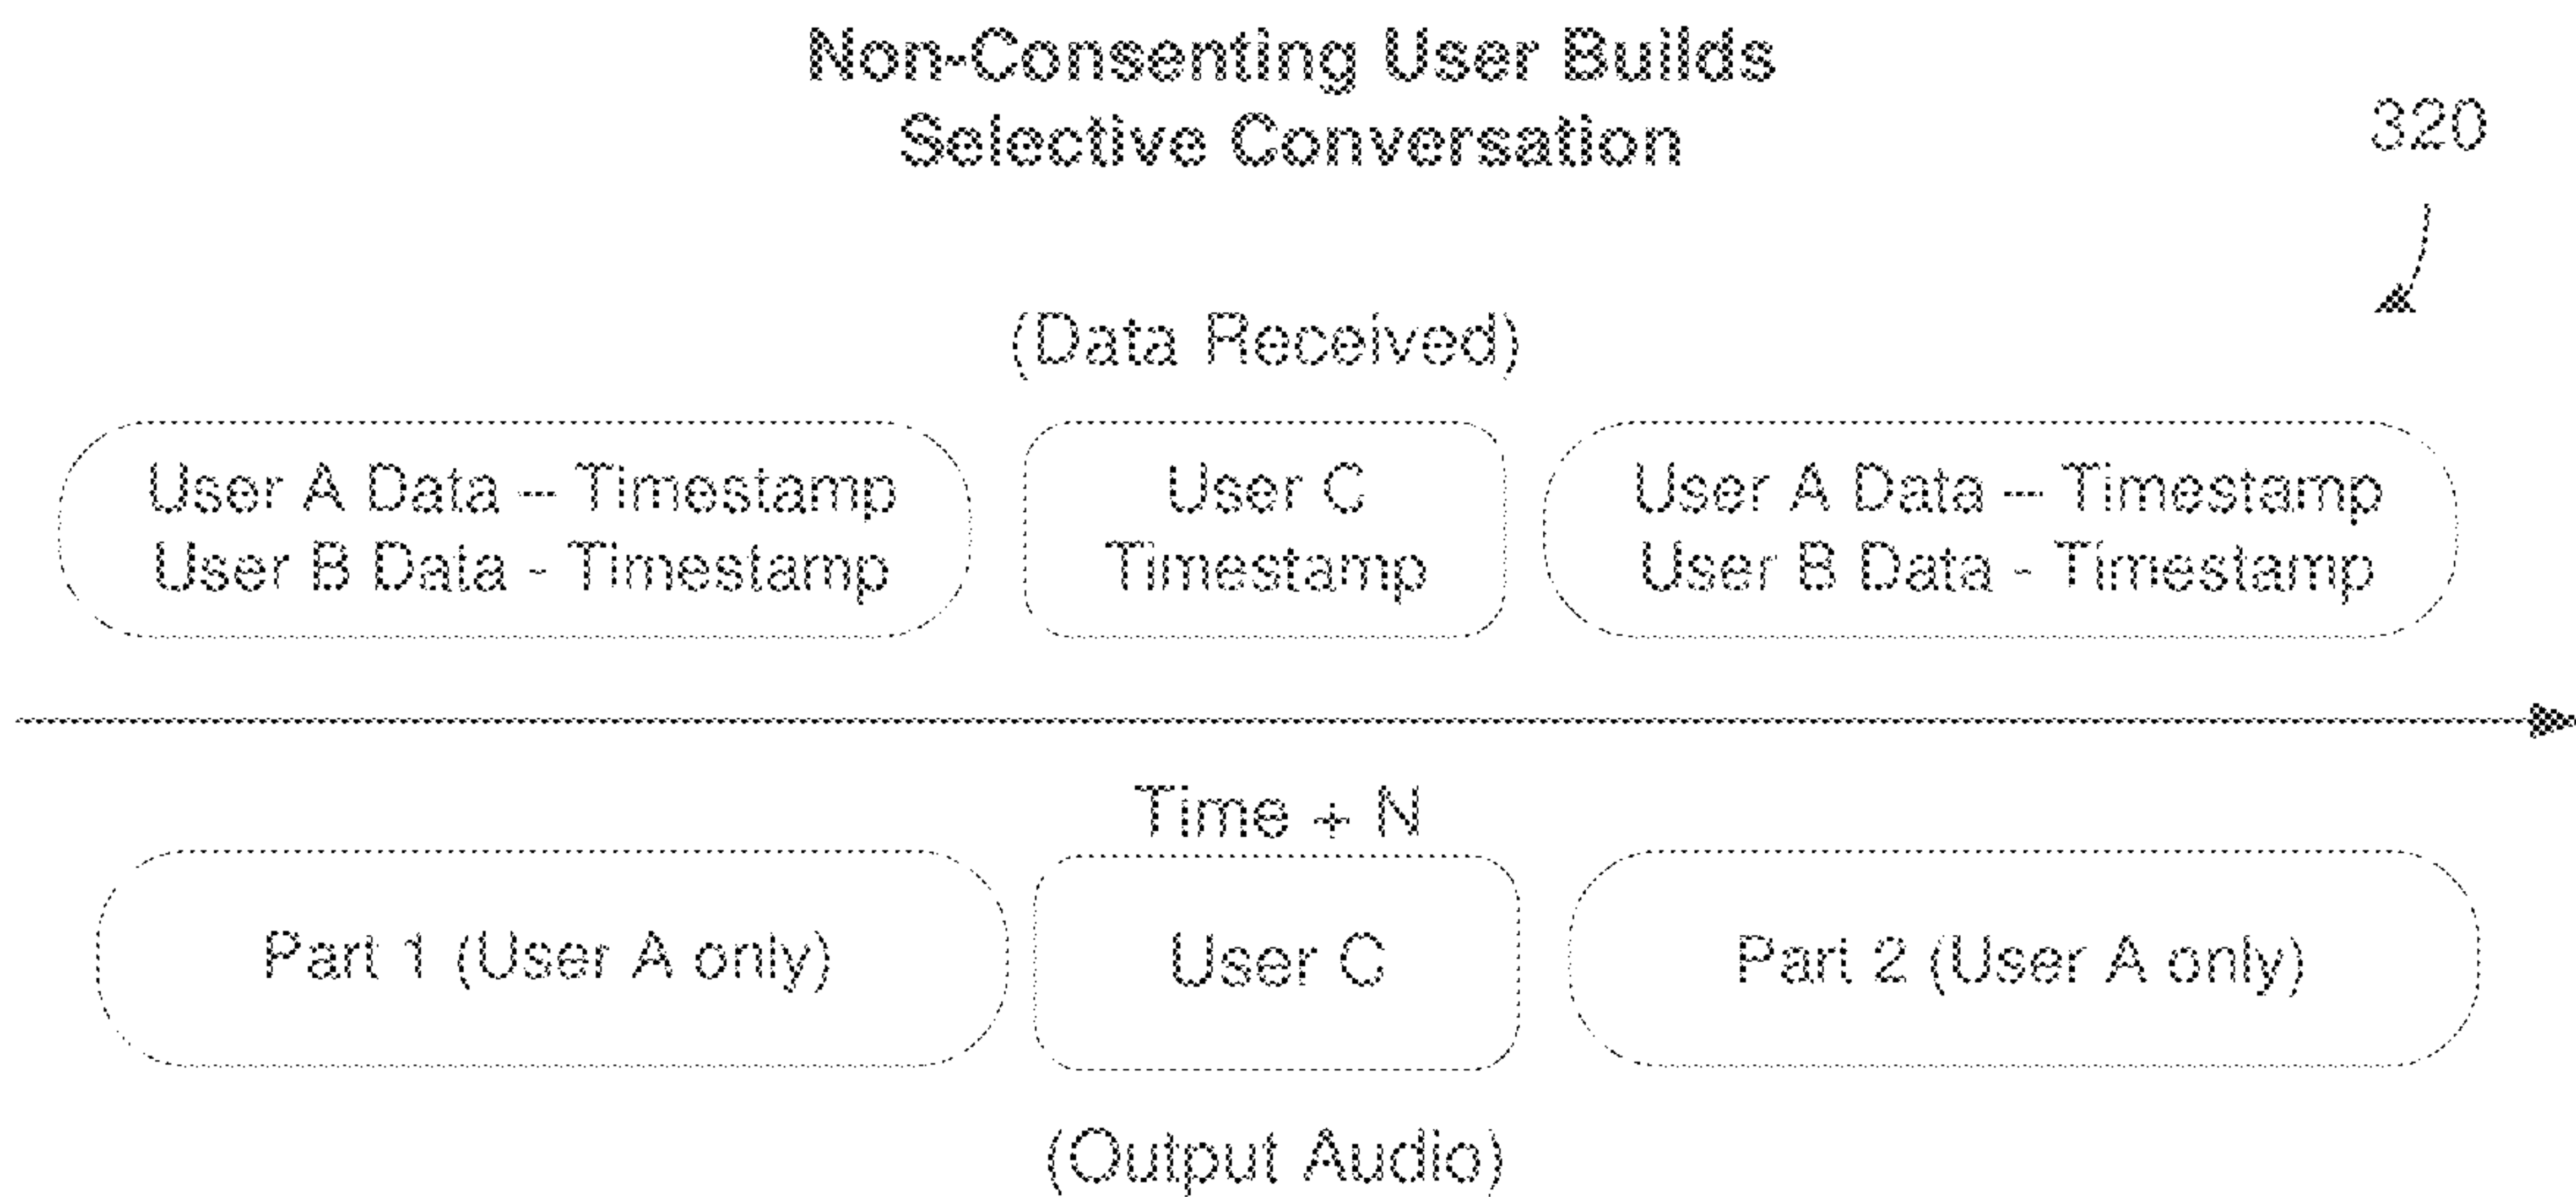 Non-Consenting User Builds
Selective Conversation
320
(Data Received)
User A Data -- Timestamp
User B Data - Timestamp
User C
Timestamp
User A Data -- Timestamp
User B Data - Timestamp
Time + N
Part 1 (User A only)
User C
Part 2 (User A only)
(Output Audio)